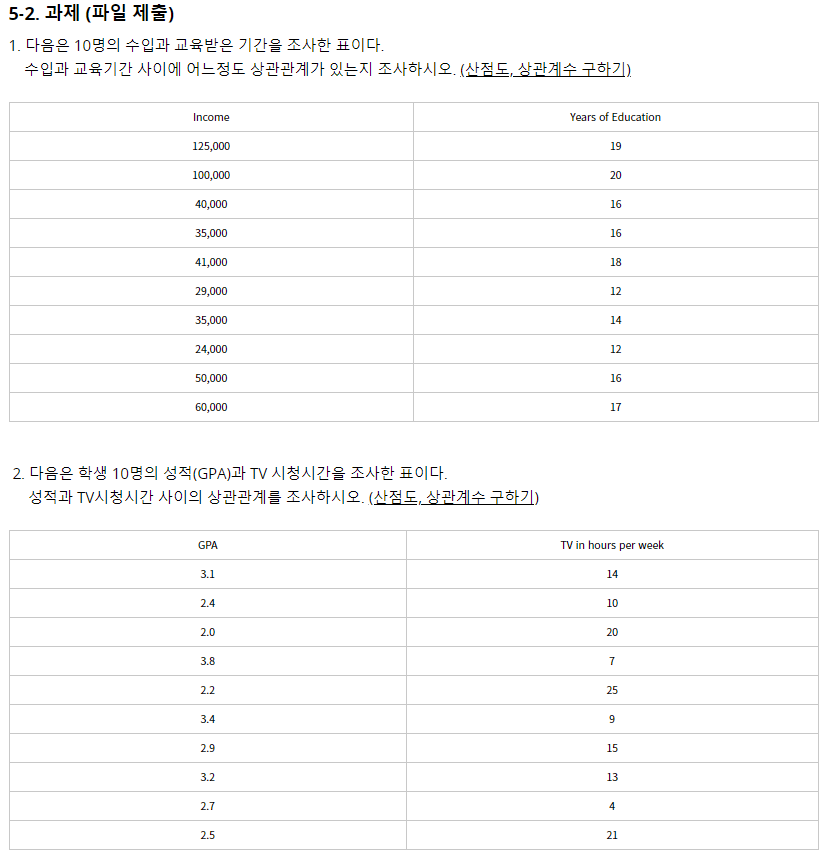 5-2. 과제 (파일 제출)
1. 다음은 10명의 수입과 교육받은 기간을 조사한 표이다.
수입과 교육기간 사이에 어느정도 상관관계가 있는지 조사하시오. (산점도, 상관계수 구하기)
Income Years of Education
125,000 19
100,000 20
40,000 16
35,000 16
41,000 18
29,000 12
35,000 14
24,000 12
50,000 16
60,000 17
2. 다음은 학생 10명의 성적(GPA)과 TV 시청시간을 조사한 표이다.
성적과 TV시청시간 사이의 상관관계를 조사하시오. (산점도, 상관계수 구하기)
GPA TV in hours per week
3.1 14
2.4 10
2.0 20
3.8 7
2.2 25
3.4 9
2.9 15
3.2 13
2.7 4
2.5 21